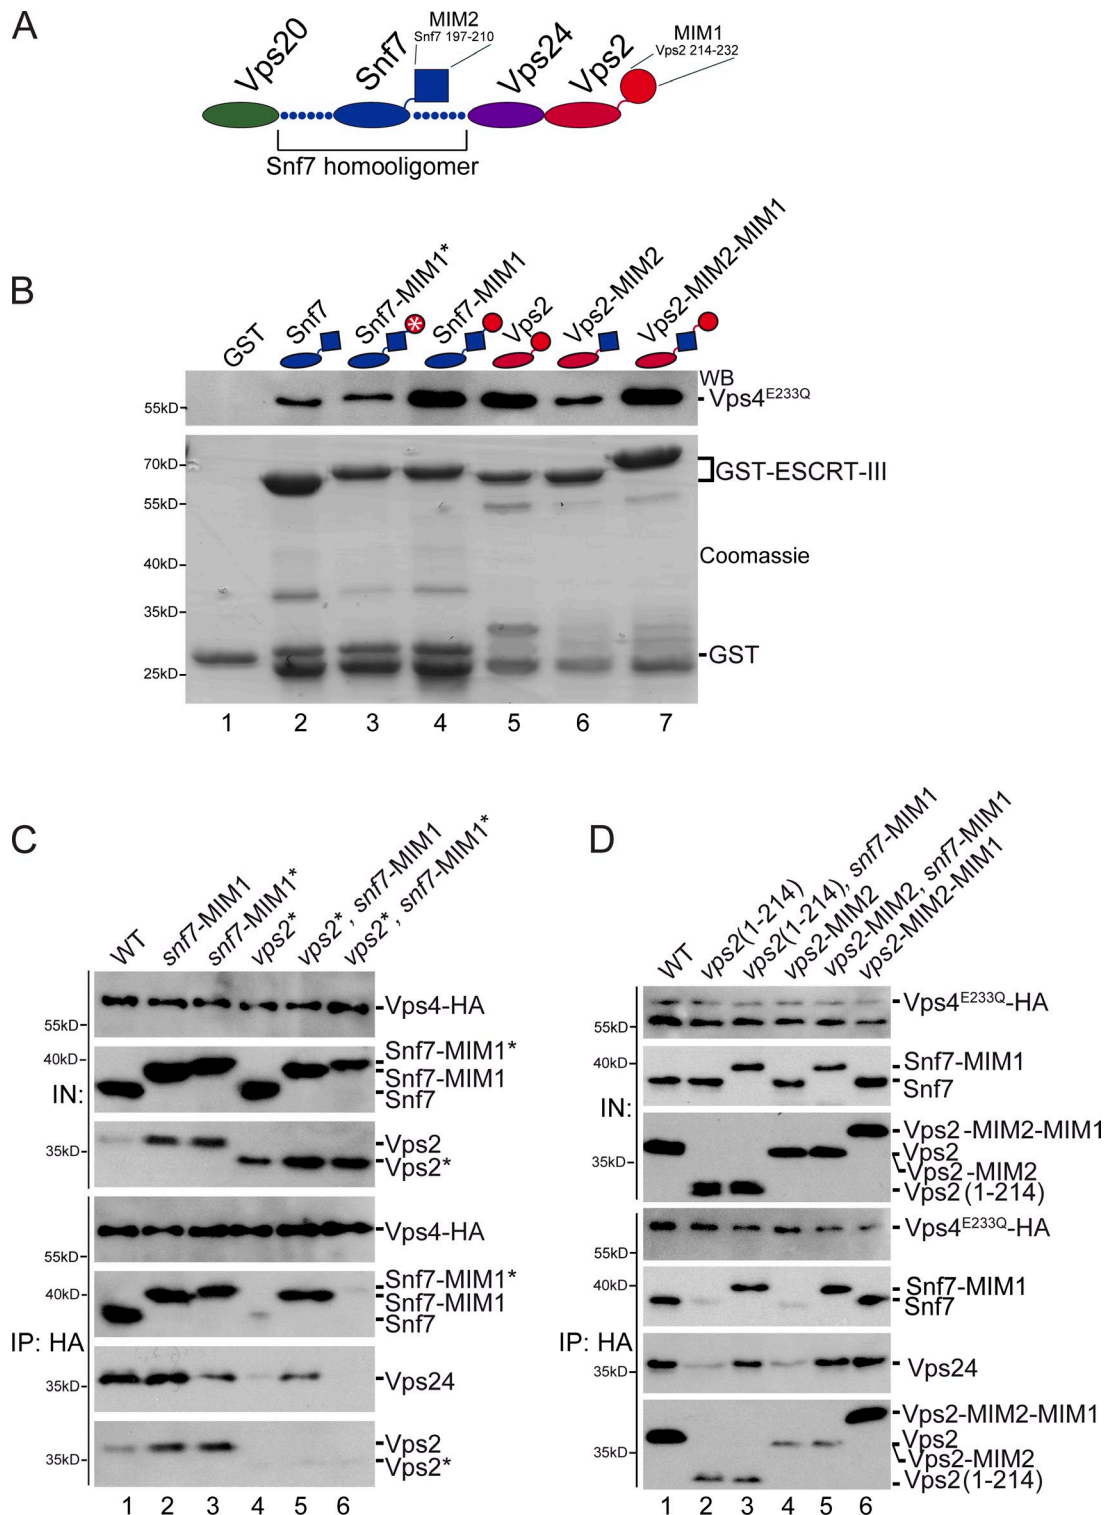 A
Vps20
Snf7
MIM2
Snf7 197-210
Vps24
Vps2
MIM1
Vps2 214-232
Snf7 homooligomer
B
GST
Snf7
Snf7-MIM1*
Snf7-MIM1
Vps2
Vps2-MIM2
Vps2-MIM2-MIM1
*
WB
55kD
Vps4E233Q
70kD
GST-ESCRT-III
55kD
40kD
Coomassie
35kD
GST
25kD
1 2 3 4 5 6 7
C
WT
snf7-MIM1
snf7-MIM1*
vps2*
vps2*, snf7-MIM1
vps2*, snf7-MIM1*
Vps4-HA
55kD
40kD
Snf7-MIM1*
Snf7-MIM1
Snf7
IN:
35kD
Vps2
Vps2*
Vps4-HA
55kD
40kD
Snf7-MIM1*
Snf7-MIM1
Snf7
IP: HA
35kD
Vps24
35kD
Vps2
Vps2*
1 2 3 4 5 6
D
WT
vps2(1-214)
vps2(1-214), snf7-MIM1
vps2-MIM2
vps2-MIM2, snf7-MIM1
vps2-MIM2-MIM1
Vps4E233Q-HA
55kD
40kD
Snf7-MIM1
Snf7
IN:
35kD
Vps2-MIM2-MIM1
Vps2
Vps2-MIM2
Vps2(1-214)
Vps4E233Q-HA
55kD
40kD
Snf7-MIM1
Snf7
IP: HA
35kD
Vps24
35kD
Vps2-MIM2-MIM1
Vps2
Vps2-MIM2
Vps2(1-214)
1 2 3 4 5 6